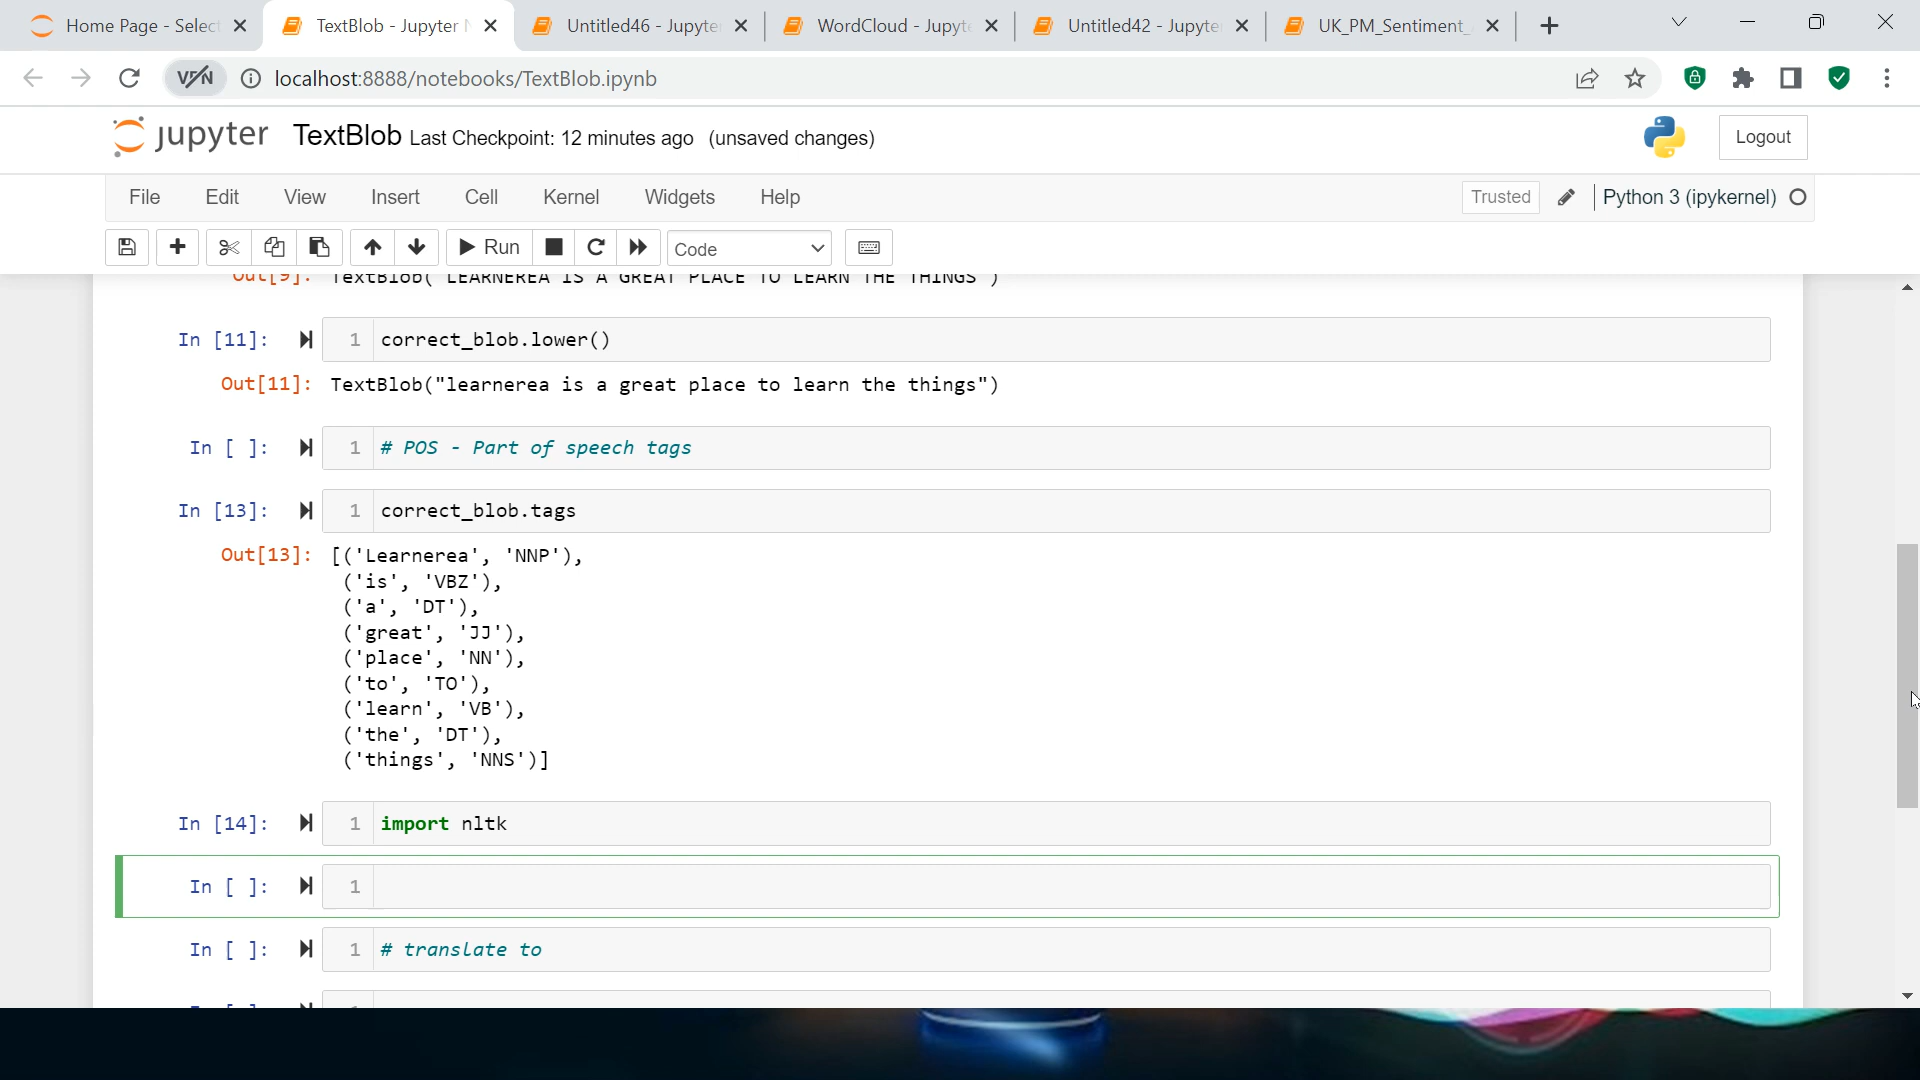 Home Page - Select
TextBlob - Jupyter N
Untitled46 - Jupyte
WordCloud - Jupyte
Untitled42 - Jupyte
UK_PM_Sentiment_
VPN
localhost:8888/notebooks/TextBlob.ipynb
jupyter TextBlob Last Checkpoint: 12 minutes ago (unsaved changes)
Logout
File Edit View Insert Cell Kernel Widgets Help
Trusted Python 3 (ipykernel)
Run Code
Out[9]: TextBlob("LEARNEREA IS A GREAT PLACE TO LEARN THE THINGS")
In [11]: 1 correct_blob.lower()
Out[11]: TextBlob("learnerea is a great place to learn the things")
In [ ]: 1 # POS - Part of speech tags
In [13]: 1 correct_blob.tags
Out[13]: [('Learnerea', 'NNP'),
('is', 'VBZ'),
('a', 'DT'),
('great', 'JJ'),
('place', 'NN'),
('to', 'TO'),
('learn', 'VB'),
('the', 'DT'),
('things', 'NNS')]
In [14]: 1 import nltk
In [ ]: 1
In [ ]: 1 # translate to